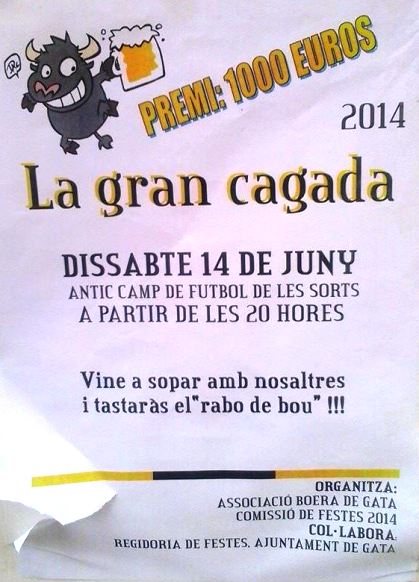 PREMI: 1000 EUROS
2014
La gran cagada
DISSABTE 14 DE JUNY
ANTIC CAMP DE FUTBOL DE LES SORTS
A PARTIR DE LES 20 HORES
Vine a sopar amb nosaltres
i tastaràs el"rabo de bou" !!!
ORGANITZA:
ASSOCIACIÓ BOERA DE GATA
COMISSIÓ DE FESTES 2014
COL·LABORA:
REGIDORIA DE FESTES. AJUNTAMENT DE GATA